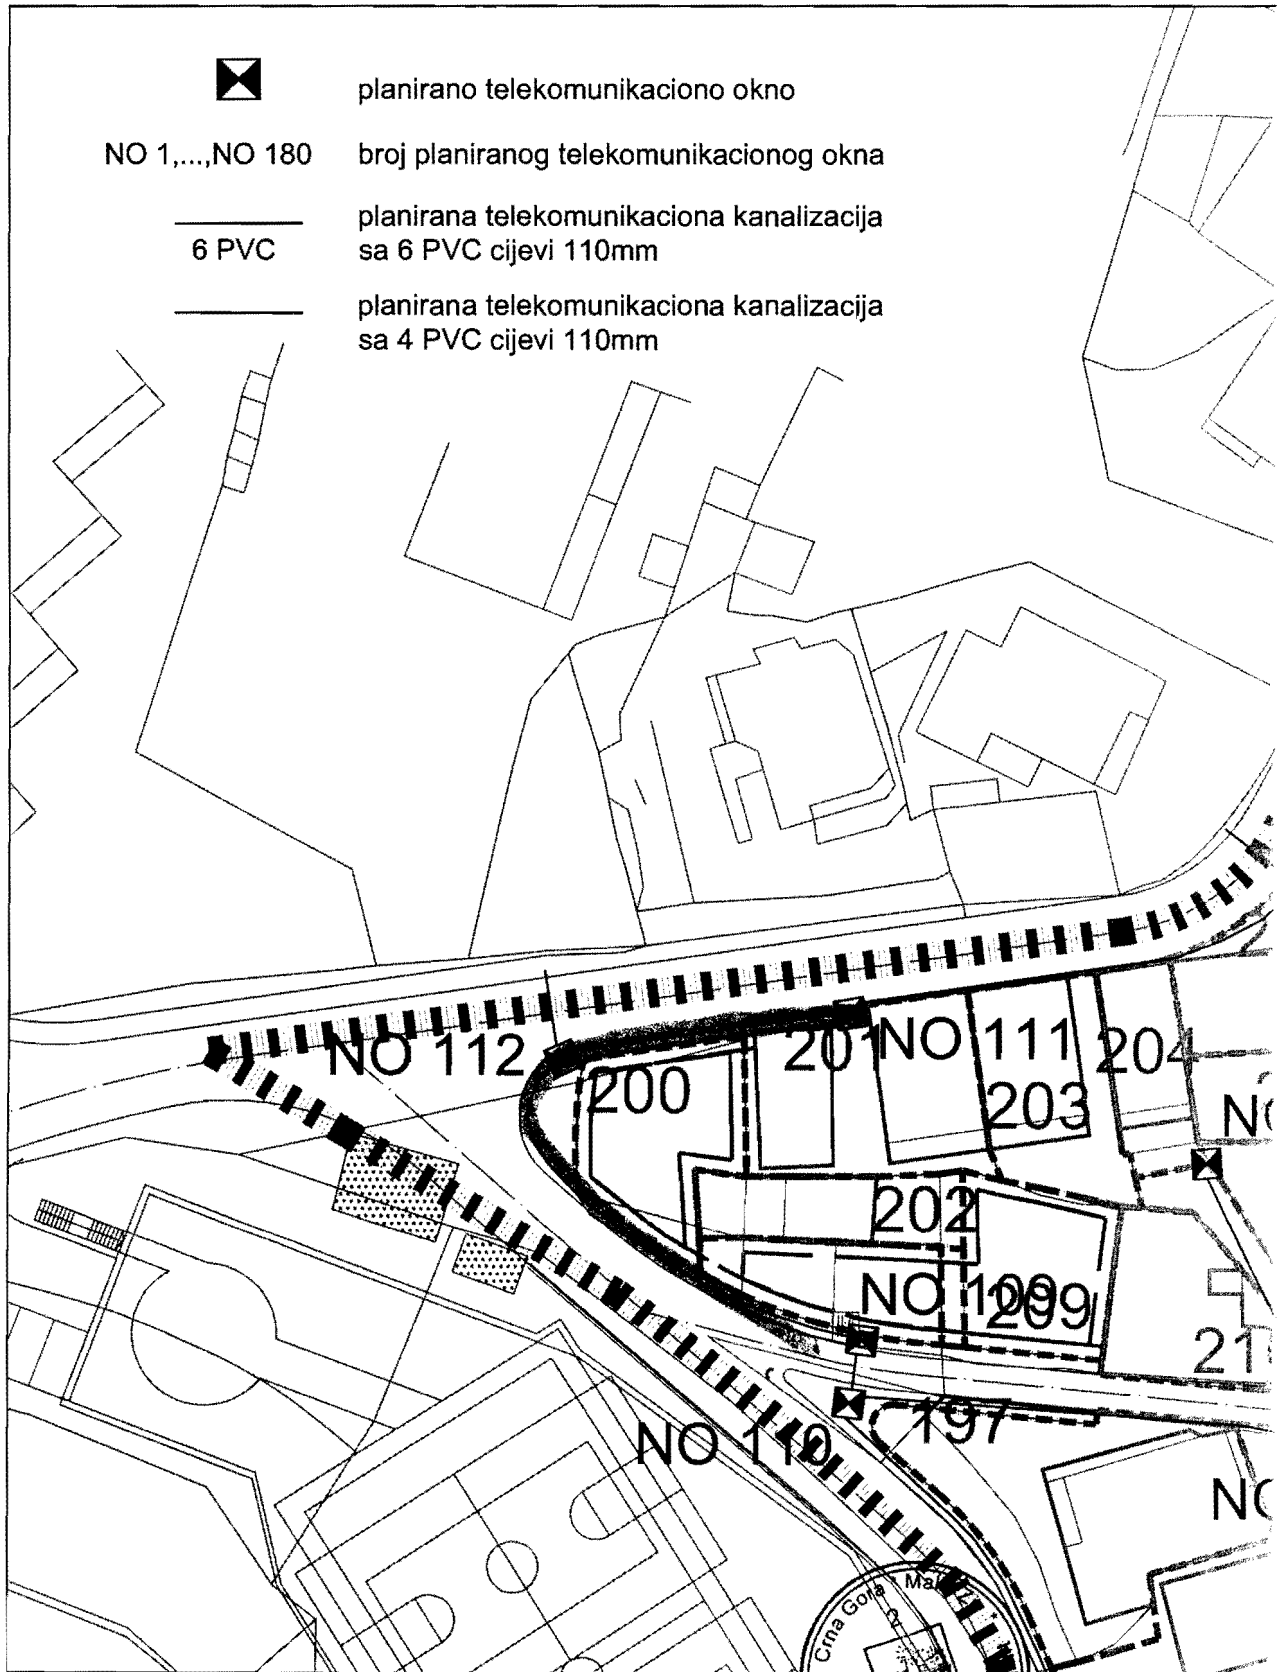 planirano telekomunikaciono okno
NO 1,...,NO 180 broj planiranog telekomunikacionog okna
planirana telekomunikaciona kanalizacija
6 PVC sa 6 PVC cijevi 110mm
planirana telekomunikaciona kanalizacija
sa 4 PVC cijevi 110mm
NO 112
201
NO 111
204
200
203
202
NO 109
209
197
NO 110
Crna Gora